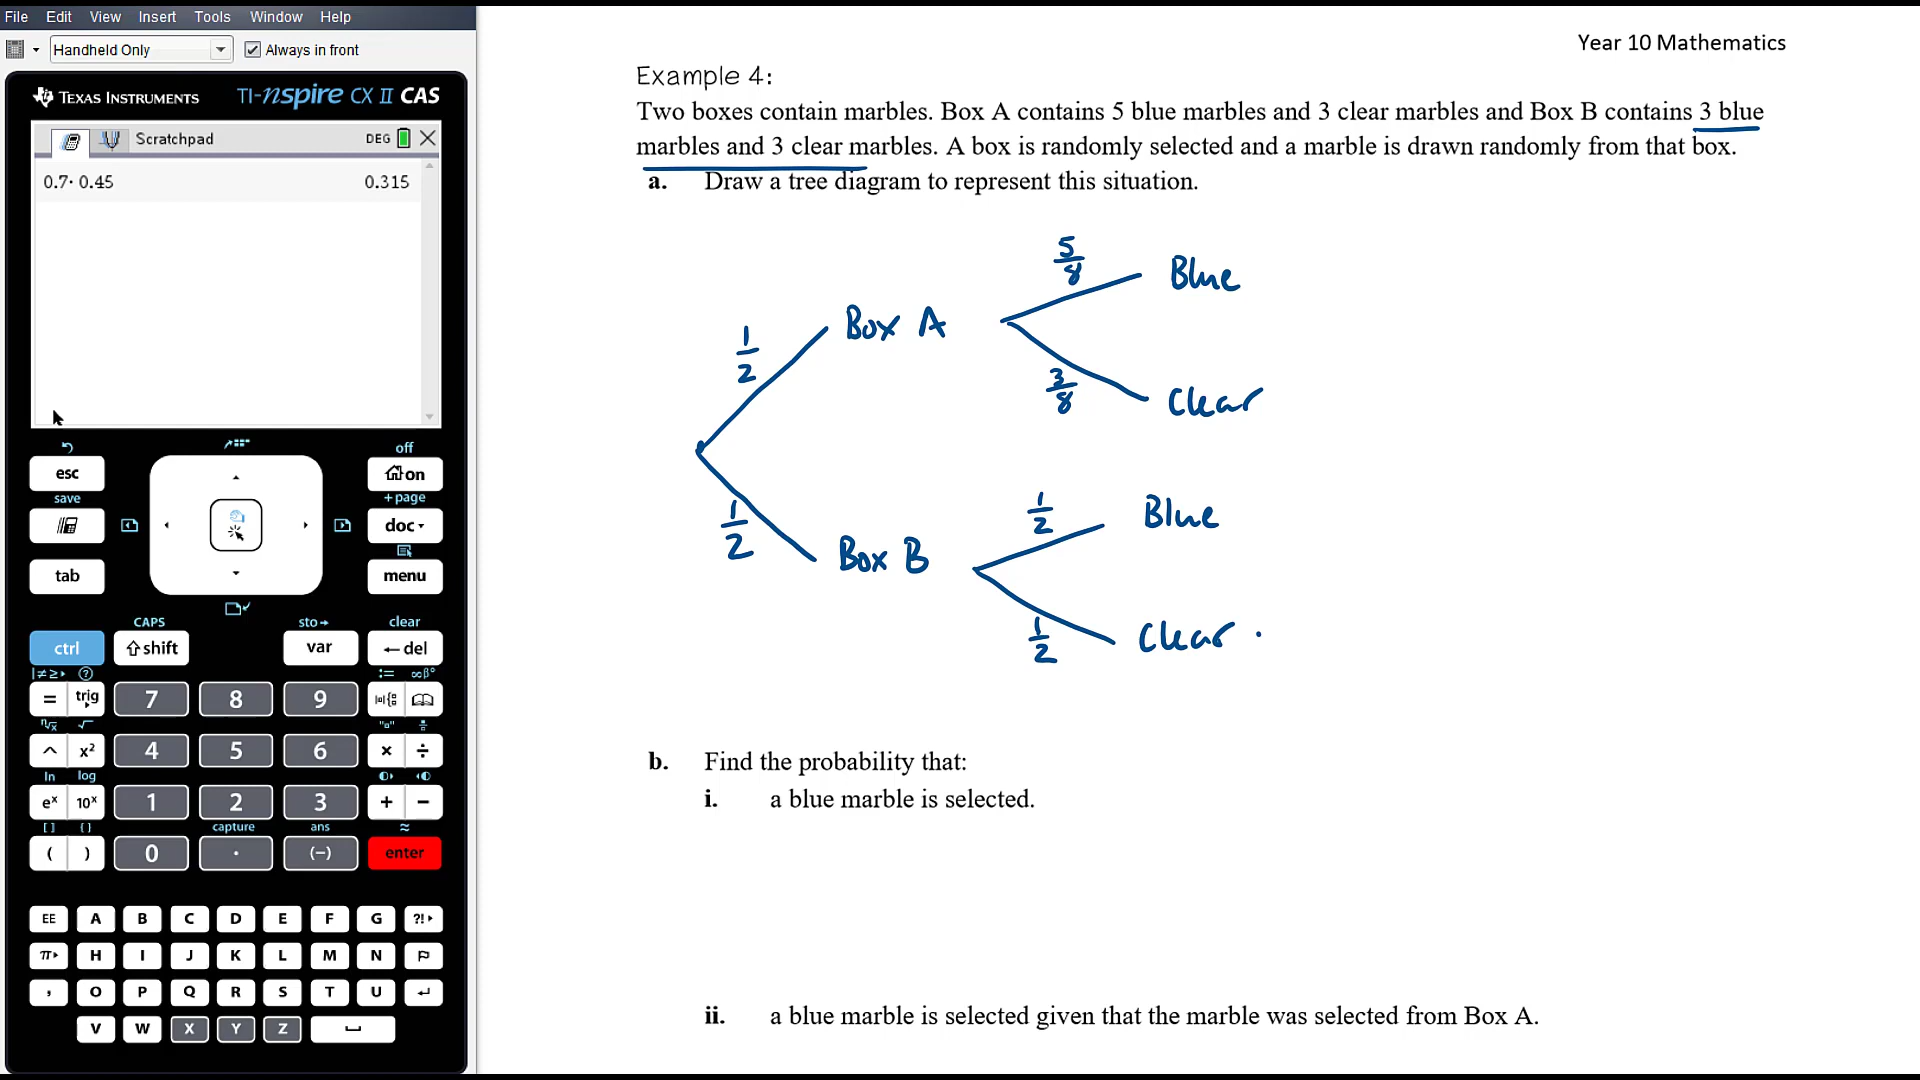 File Edit View Insert Tools Window Help
Handheld Only Always in front
TEXAS INSTRUMENTS TI-nspire CX II CAS
Scratchpad DEG
0.7· 0.45 0.315
off
esc on
save +page
doc
tab menu
CAPS sto→ clear
ctrl shift var ←del
|≠≥▸ ? := ∞β°
= trig 7 8 9
ⁿ√x √ "▫"
^ x² 4 5 6 × ÷
ln log
eˣ 10ˣ 1 2 3 + −
[ ] { } capture ans ≈
( ) 0 . (−) enter
EE A B C D E F G ?!▸
π▸ H I J K L M N
, O P Q R S T U
V W X Y Z
Year 10 Mathematics
Example 4:
Two boxes contain marbles. Box A contains 5 blue marbles and 3 clear marbles and Box B contains 3 blue
marbles and 3 clear marbles. A box is randomly selected and a marble is drawn randomly from that box.
a. Draw a tree diagram to represent this situation.
5/8 Blue
1/2 Box A
3/8 Clear
1/2 Blue
1/2 Box B
1/2 Clear .
b. Find the probability that:
i. a blue marble is selected.
ii. a blue marble is selected given that the marble was selected from Box A.